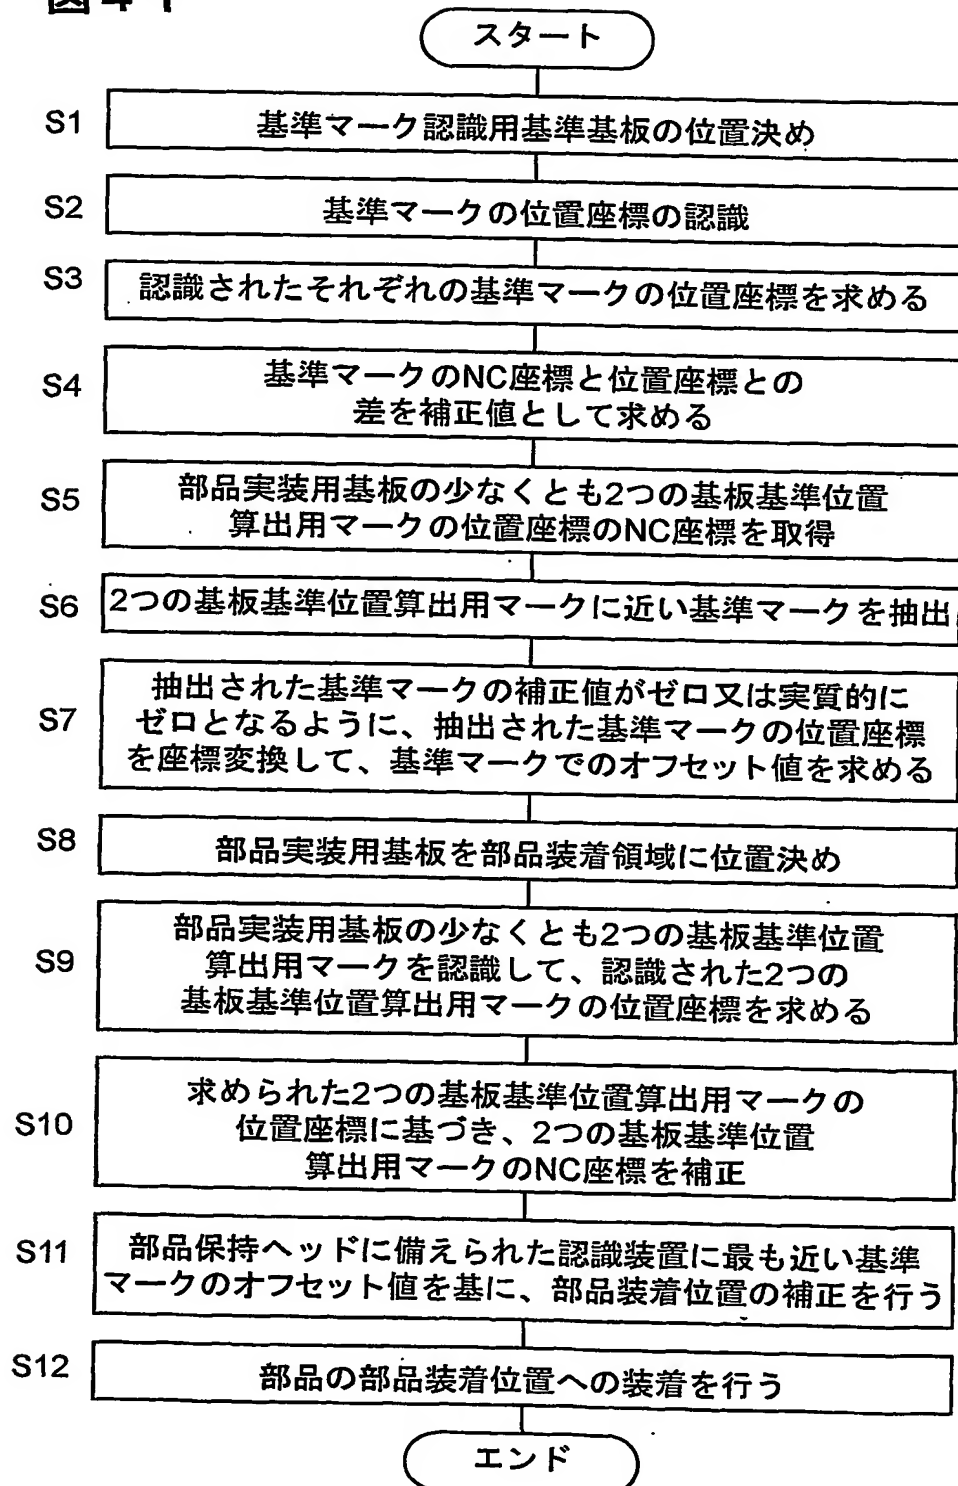 スタート
S1
基準マーク認識用基準基板の位置決め
S2
基準マークの位置座標の認識
S3
認識されたそれぞれの基準マークの位置座標を求める
S4
基準マークのNC座標と位置座標との
差を補正値として求める
S5
部品実装用基板の少なくとも2つの基板基準位置
算出用マークの位置座標のNC座標を取得
S6
2つの基板基準位置算出用マークに近い基準マークを抽出
S7
抽出された基準マークの補正値がゼロ又は実質的に
ゼロとなるように、抽出された基準マークの位置座標
を座標変換して、基準マークでのオフセット値を求める
S8
部品実装用基板を部品装着領域に位置決め
S9
部品実装用基板の少なくとも2つの基板基準位置
算出用マークを認識して、認識された2つの
基板基準位置算出用マークの位置座標を求める
S10
求められた2つの基板基準位置算出用マークの
位置座標に基づき、2つの基板基準位置
算出用マークのNC座標を補正
S11
部品保持ヘッドに備えられた認識装置に最も近い基準
マークのオフセット値を基に、部品装着位置の補正を行う
S12
部品の部品装着位置への装着を行う
エンド